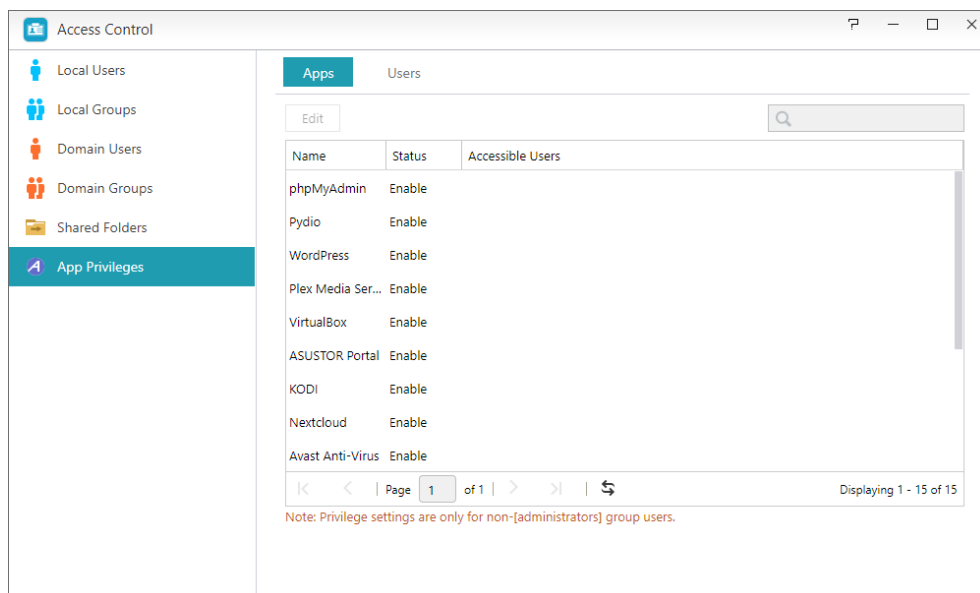 Access Control
Local Users
Local Groups
Domain Users
Domain Groups
Shared Folders
App Privileges
Apps Users
Edit
Name Status Accessible Users
phpMyAdmin Enable
Pydio Enable
WordPress Enable
Plex Media Ser... Enable
VirtualBox Enable
ASUSTOR Portal Enable
KODI Enable
Nextcloud Enable
Avast Anti-Virus Enable
Page 1 of 1 Displaying 1 - 15 of 15
Note: Privilege settings are only for non-[administrators] group users.